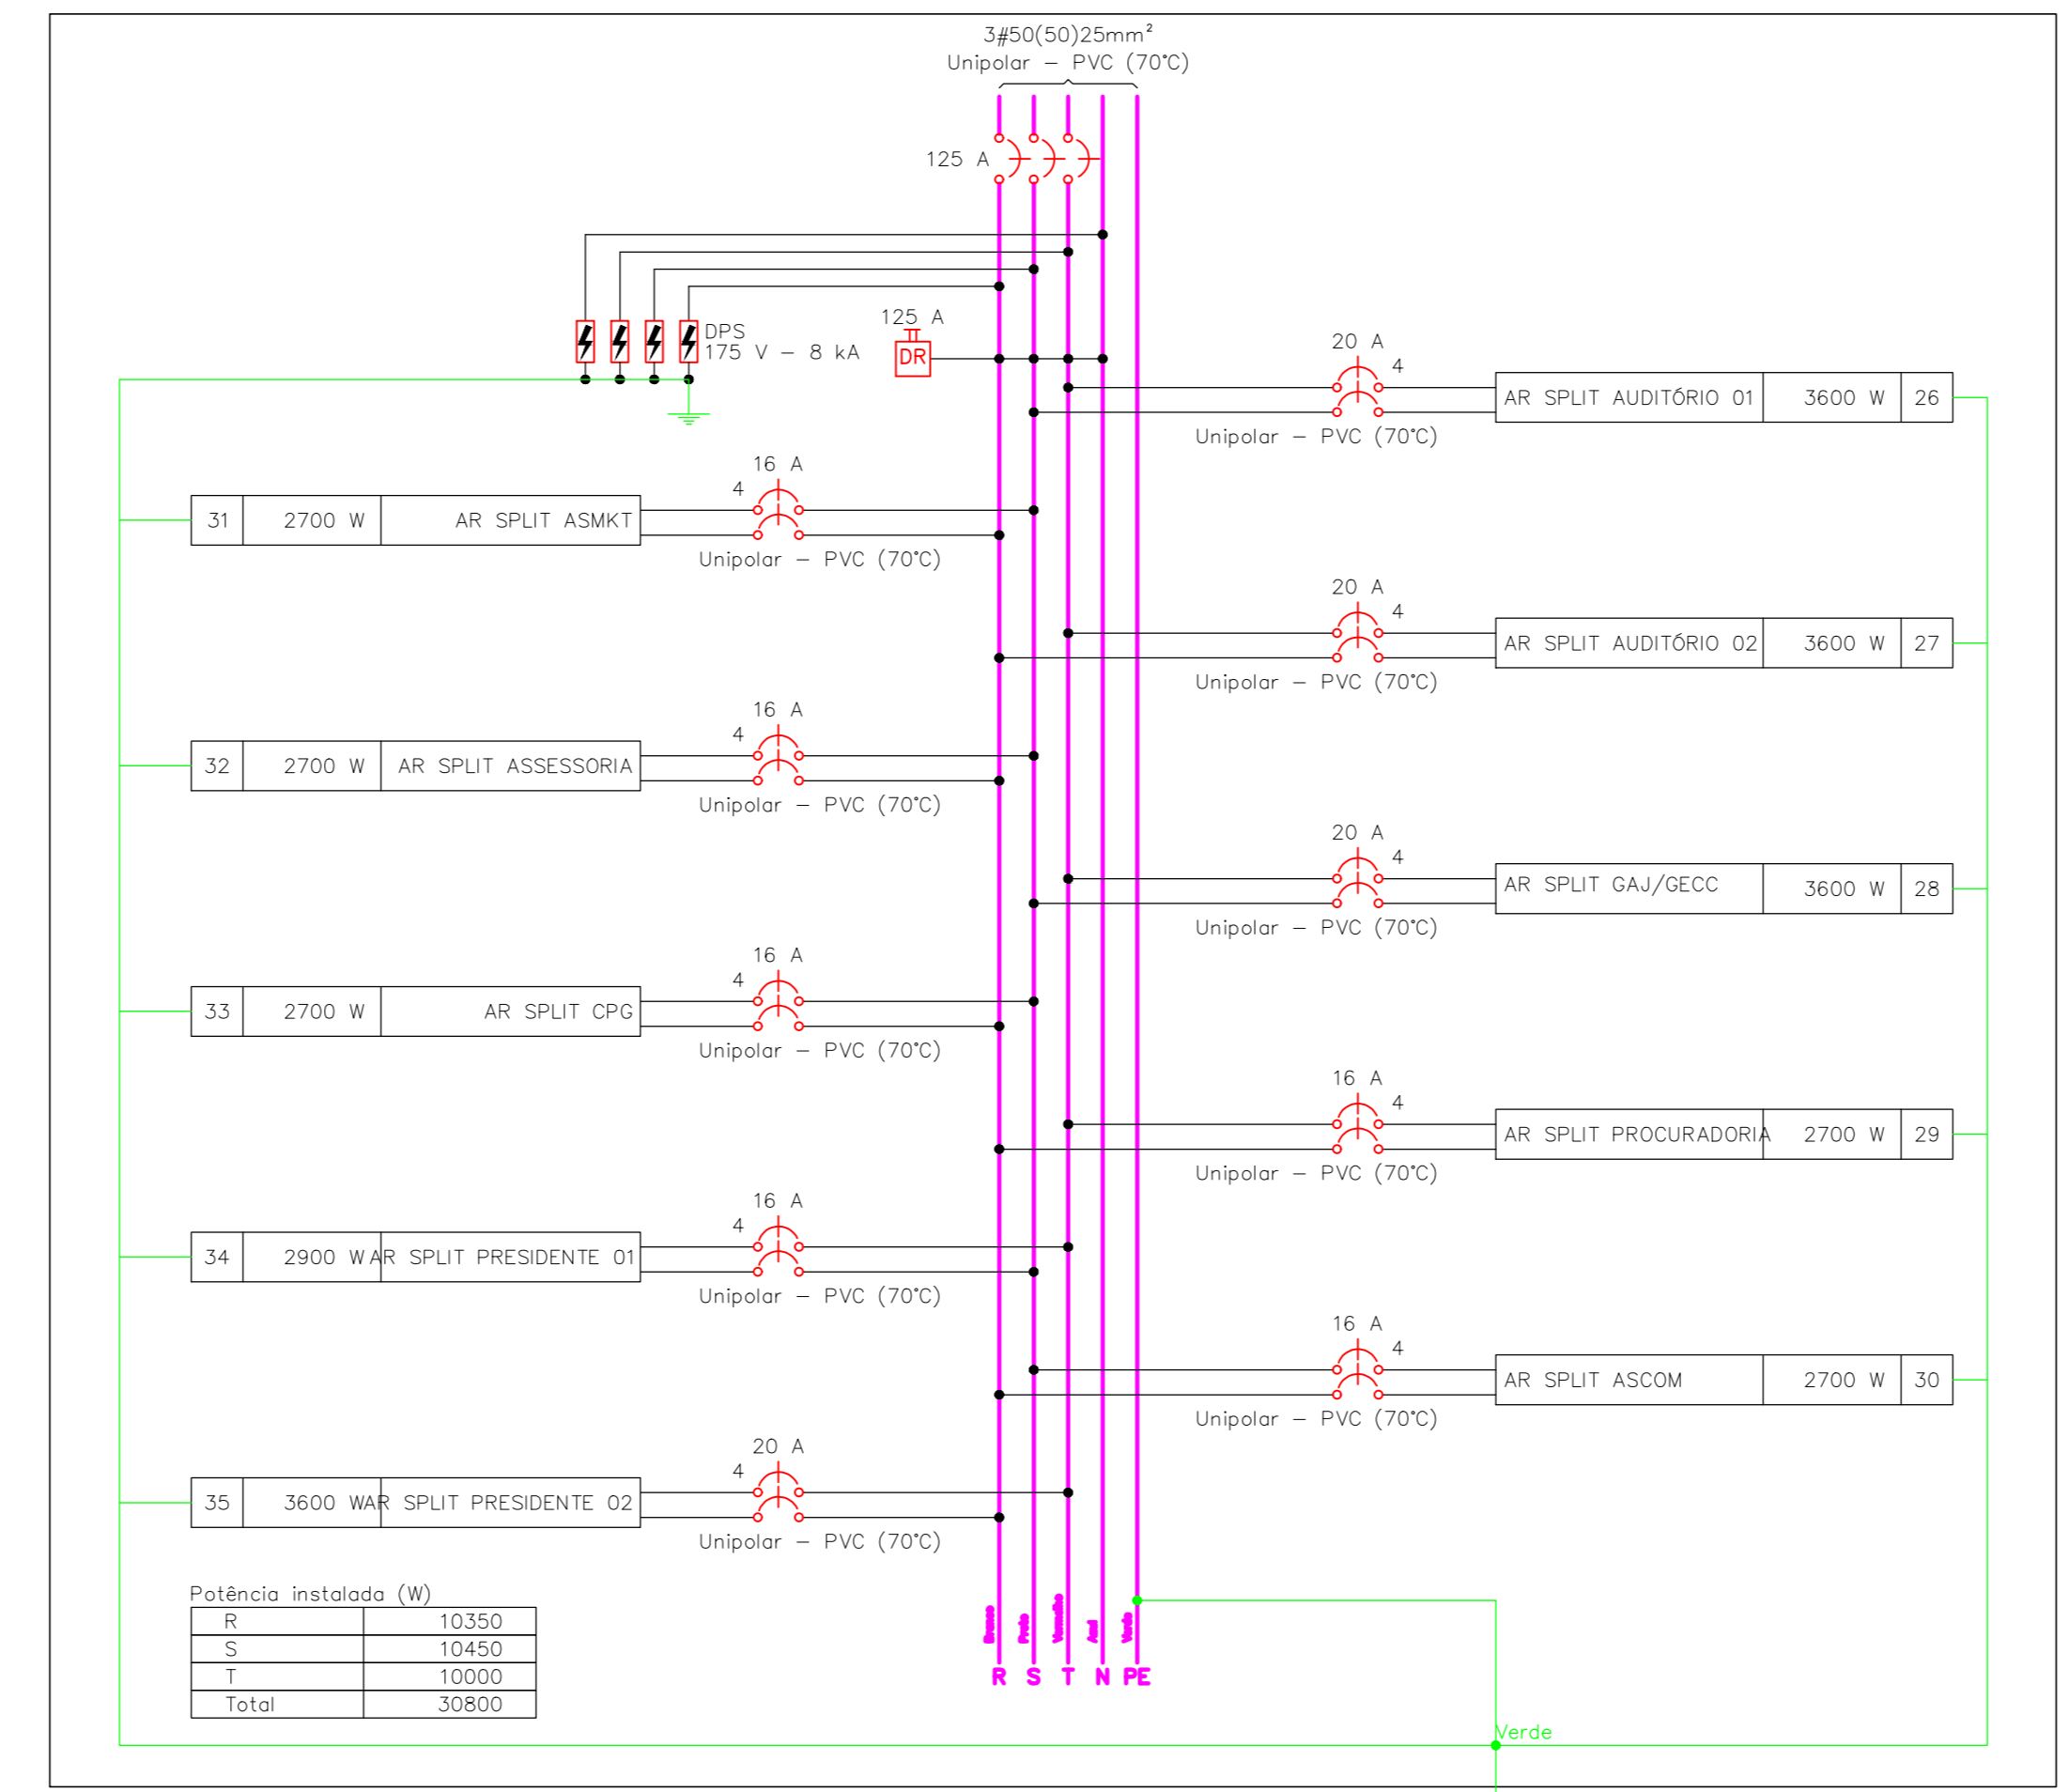 3#50(50)25mm²
Unipolar – PVC (70°C)
125 A
DPS
175 V – 8 kA
125 A
DR
20 A
4
AR SPLIT AUDITÓRIO 01 3600 W 26
Unipolar – PVC (70°C)
16 A
4
31 2700 W AR SPLIT ASMKT
Unipolar – PVC (70°C)
20 A
4
AR SPLIT AUDITÓRIO 02 3600 W 27
Unipolar – PVC (70°C)
16 A
4
32 2700 W AR SPLIT ASSESSORIA
Unipolar – PVC (70°C)
20 A
4
AR SPLIT GAJ/GECC 3600 W 28
Unipolar – PVC (70°C)
16 A
4
33 2700 W AR SPLIT CPG
Unipolar – PVC (70°C)
16 A
4
AR SPLIT PROCURADORIA 2700 W 29
Unipolar – PVC (70°C)
16 A
4
34 2900 W AR SPLIT PRESIDENTE 01
Unipolar – PVC (70°C)
16 A
4
AR SPLIT ASCOM 2700 W 30
Unipolar – PVC (70°C)
20 A
4
35 3600 W AR SPLIT PRESIDENTE 02
Unipolar – PVC (70°C)
Potência instalada (W)
R 10350
S 10450
T 10000
Total 30800
Branco
Preto
Vermelho
Azul
Verde
R S T N PE
Verde